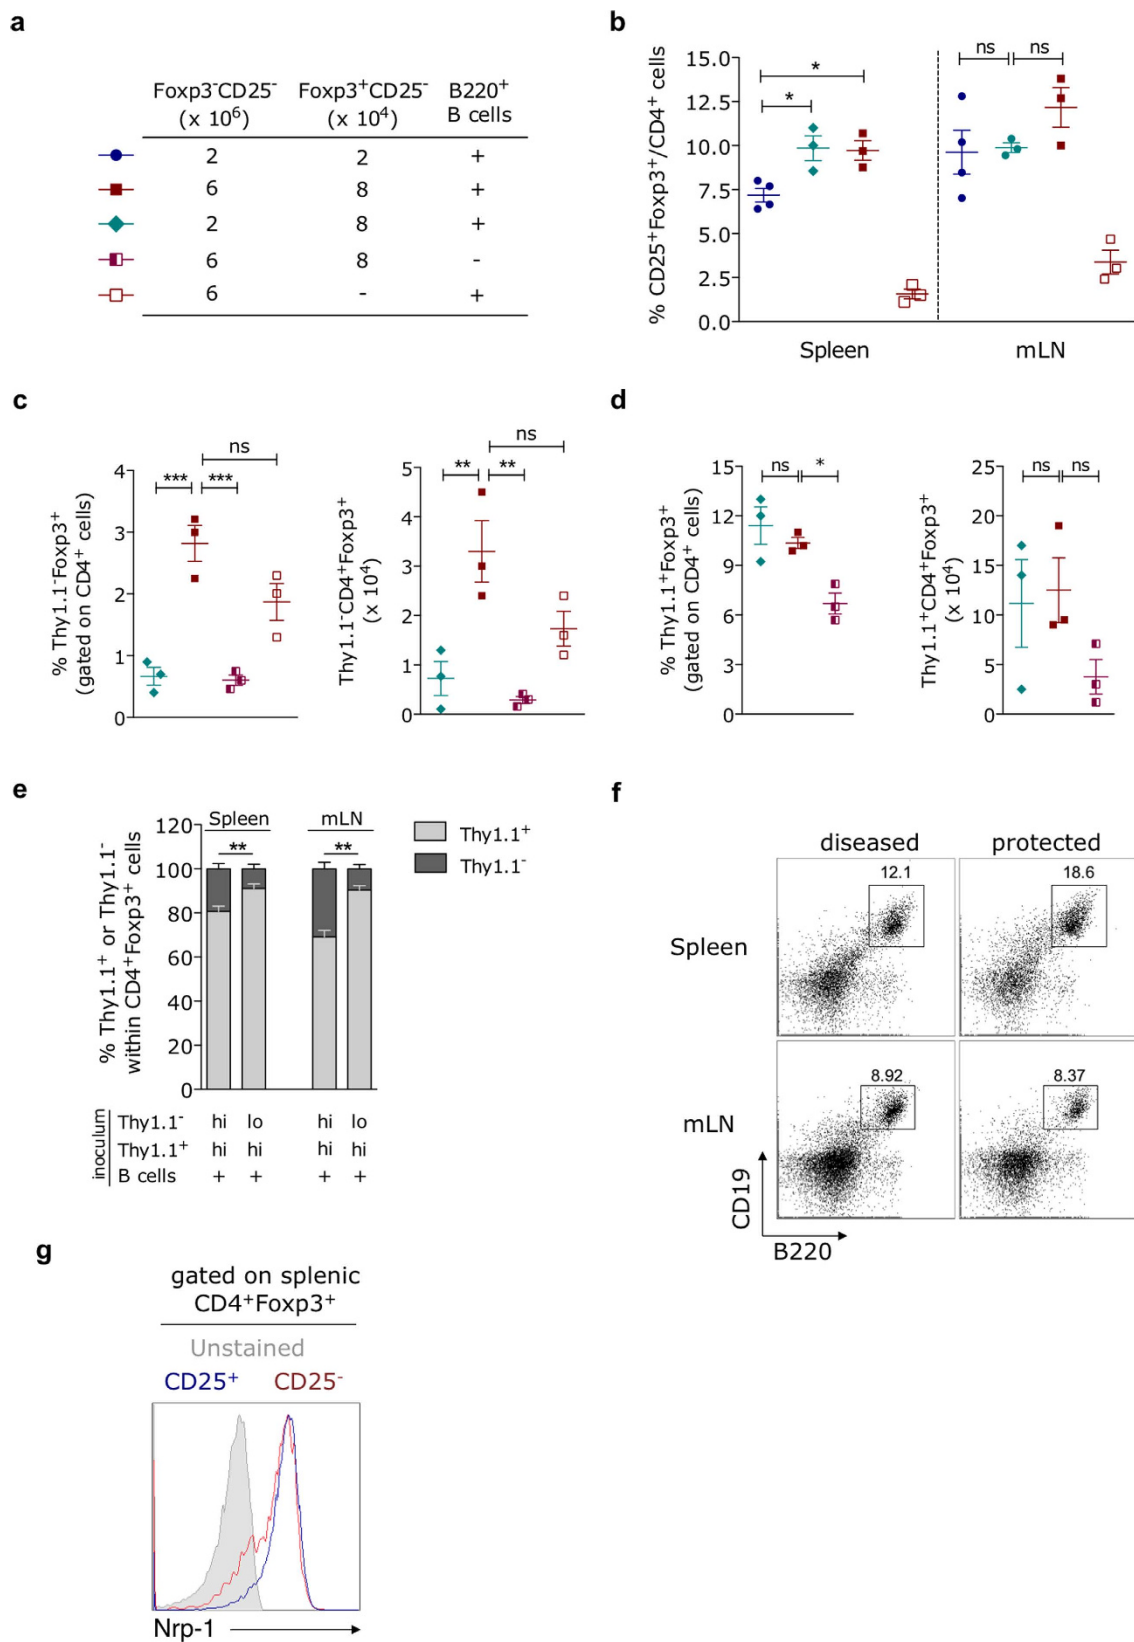 a
Foxp3⁻CD25⁻ Foxp3⁺CD25⁻ B220⁺
(x 10⁶) (x 10⁴) B cells
2 2 +
6 8 +
2 8 +
6 8 -
6 - +
b
% CD25⁺Foxp3⁺/CD4⁺ cells
15.0
12.5
10.0
7.5
5.0
2.5
0.0
* * ns ns
Spleen mLN
c
% Thy1.1⁻Foxp3⁺
(gated on CD4⁺ cells)
4
3
2
1
0
ns
*** ***
Thy1.1⁻CD4⁺Foxp3⁺
(x 10⁴)
5
4
3
2
1
0
ns
** **
d
% Thy1.1⁺Foxp3⁺
(gated on CD4⁺ cells)
15
12
9
6
3
0
ns *
Thy1.1⁺CD4⁺Foxp3⁺
(x 10⁴)
25
20
15
10
5
0
ns ns
e
% Thy1.1⁺ or Thy1.1⁻
within CD4⁺Foxp3⁺ cells
120
100
80
60
40
20
0
Spleen mLN
** **
Thy1.1⁺
Thy1.1⁻
inoculum
Thy1.1⁻ hi lo hi lo
Thy1.1⁺ hi hi hi hi
B cells + + + +
f
diseased protected
Spleen
12.1 18.6
mLN
8.92 8.37
CD19
B220
g
gated on splenic
CD4⁺Foxp3⁺
Unstained
CD25⁺ CD25⁻
Nrp-1